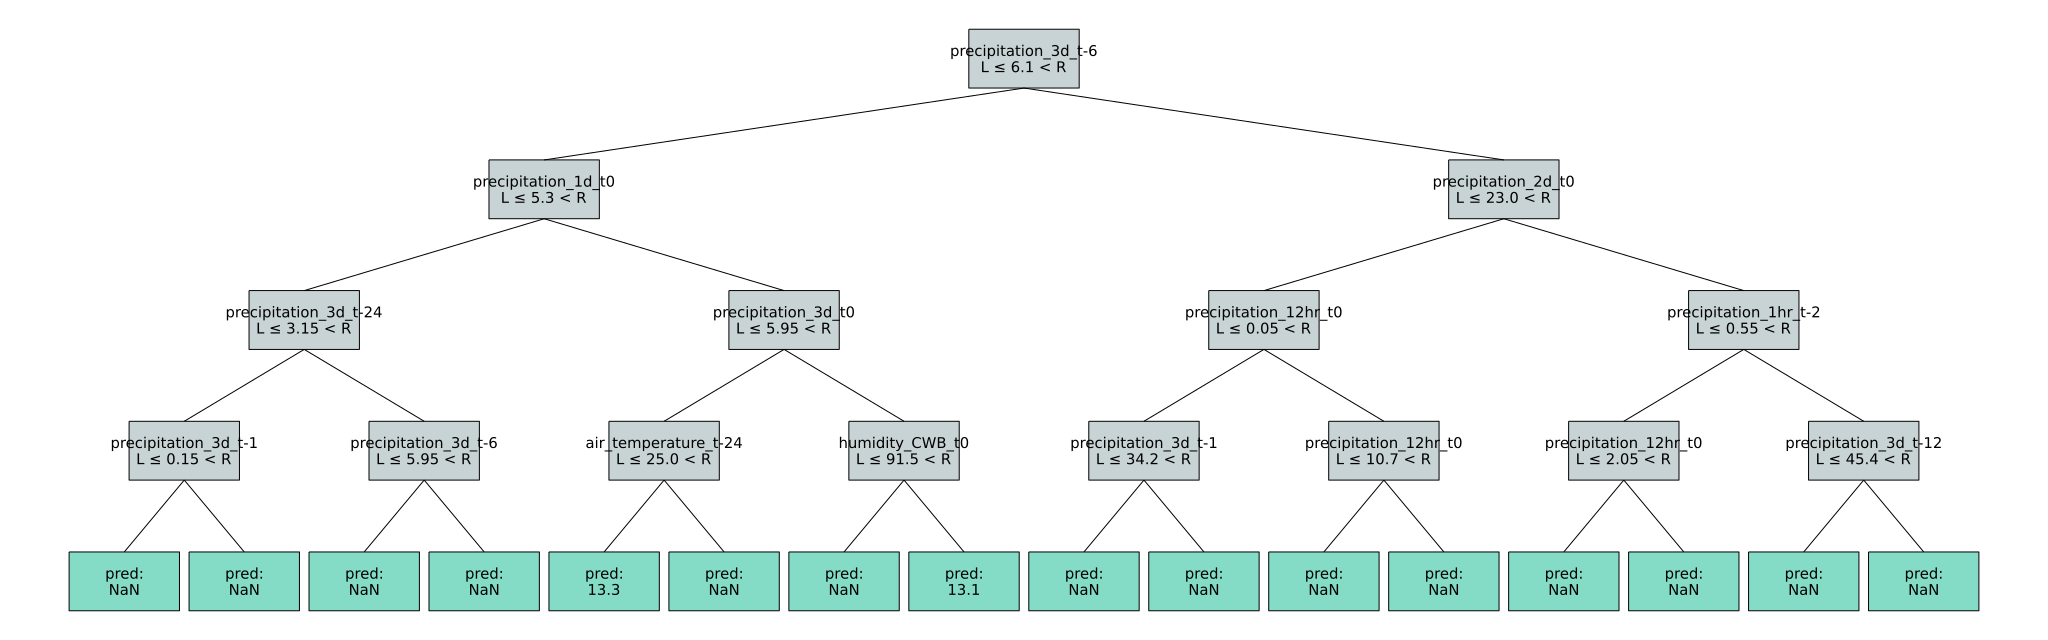 precipitation_3d_t-6
L ≤ 6.1 < R
precipitation_1d_t0
L ≤ 5.3 < R
precipitation_2d_t0
L ≤ 23.0 < R
precipitation_3d_t-24
L ≤ 3.15 < R
precipitation_3d_t0
L ≤ 5.95 < R
precipitation_12hr_t0
L ≤ 0.05 < R
precipitation_1hr_t-2
L ≤ 0.55 < R
precipitation_3d_t-1
L ≤ 0.15 < R
precipitation_3d_t-6
L ≤ 5.95 < R
air_temperature_t-24
L ≤ 25.0 < R
humidity_CWB_t0
L ≤ 91.5 < R
precipitation_3d_t-1
L ≤ 34.2 < R
precipitation_12hr_t0
L ≤ 10.7 < R
precipitation_12hr_t0
L ≤ 2.05 < R
precipitation_3d_t-12
L ≤ 45.4 < R
pred:
NaN
pred:
NaN
pred:
NaN
pred:
NaN
pred:
13.3
pred:
NaN
pred:
NaN
pred:
13.1
pred:
NaN
pred:
NaN
pred:
NaN
pred:
NaN
pred:
NaN
pred:
NaN
pred:
NaN
pred:
NaN